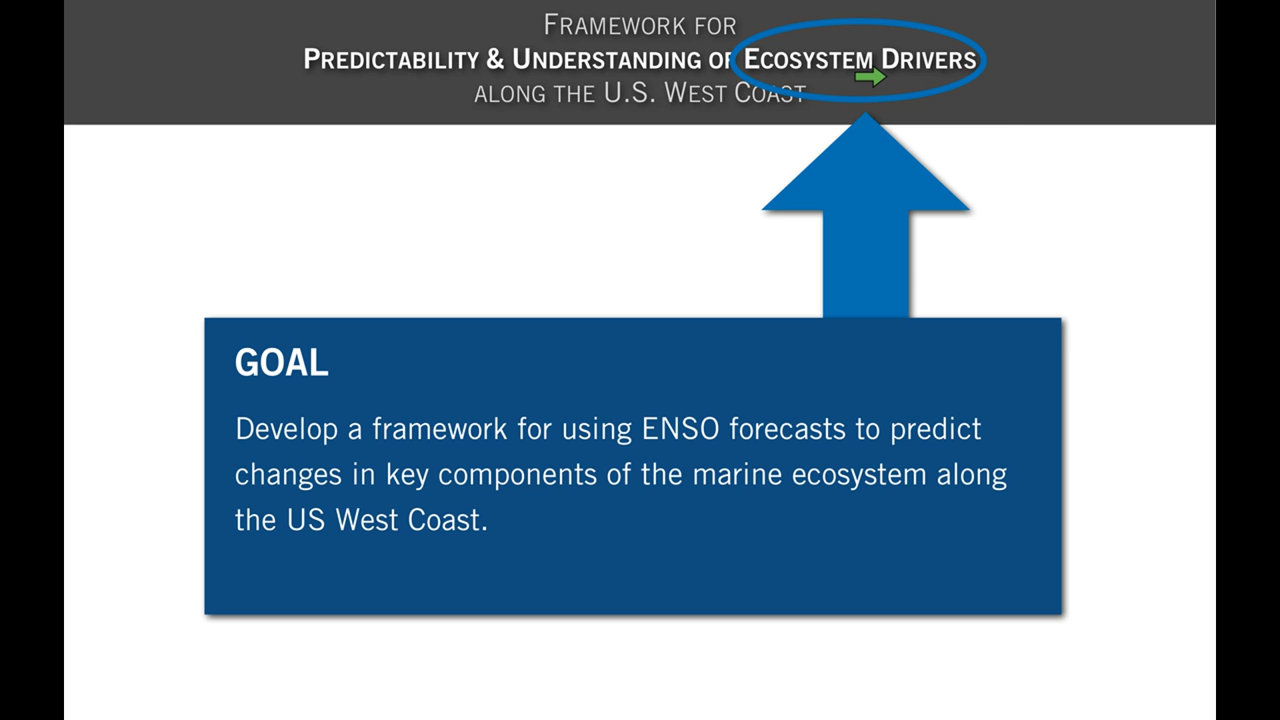 FRAMEWORK FOR
PREDICTABILITY & UNDERSTANDING OF ECOSYSTEM DRIVERS
ALONG THE U.S. WEST COAST
GOAL
Develop a framework for using ENSO forecasts to predict
changes in key components of the marine ecosystem along
the US West Coast.